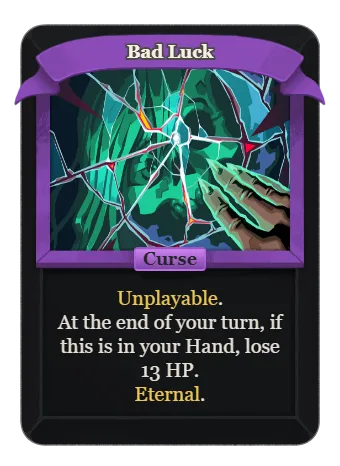 Bad Luck
Curse
Unplayable.
At the end of your turn, if
this is in your Hand, lose
13 HP.
Eternal.